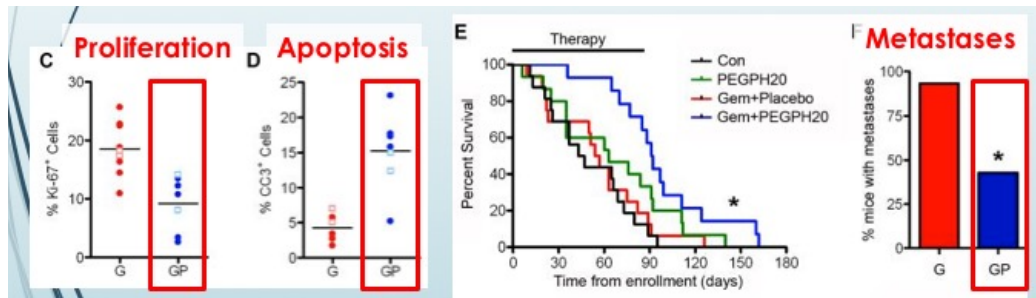 C
Proliferation
30
20
10
0
% Ki-67⁺ Cells
G
GP
D
Apoptosis
25
20
15
10
5
0
% CC3⁺ Cells
G
GP
E
Therapy
Con
PEGPH20
Gem+Placebo
Gem+PEGPH20
100
80
60
40
20
0
Percent Survival
*
0 30 60 90 120 150 180
Time from enrollment (days)
F
Metastases
100
75
50
25
0
% mice with metastases
*
G
GP